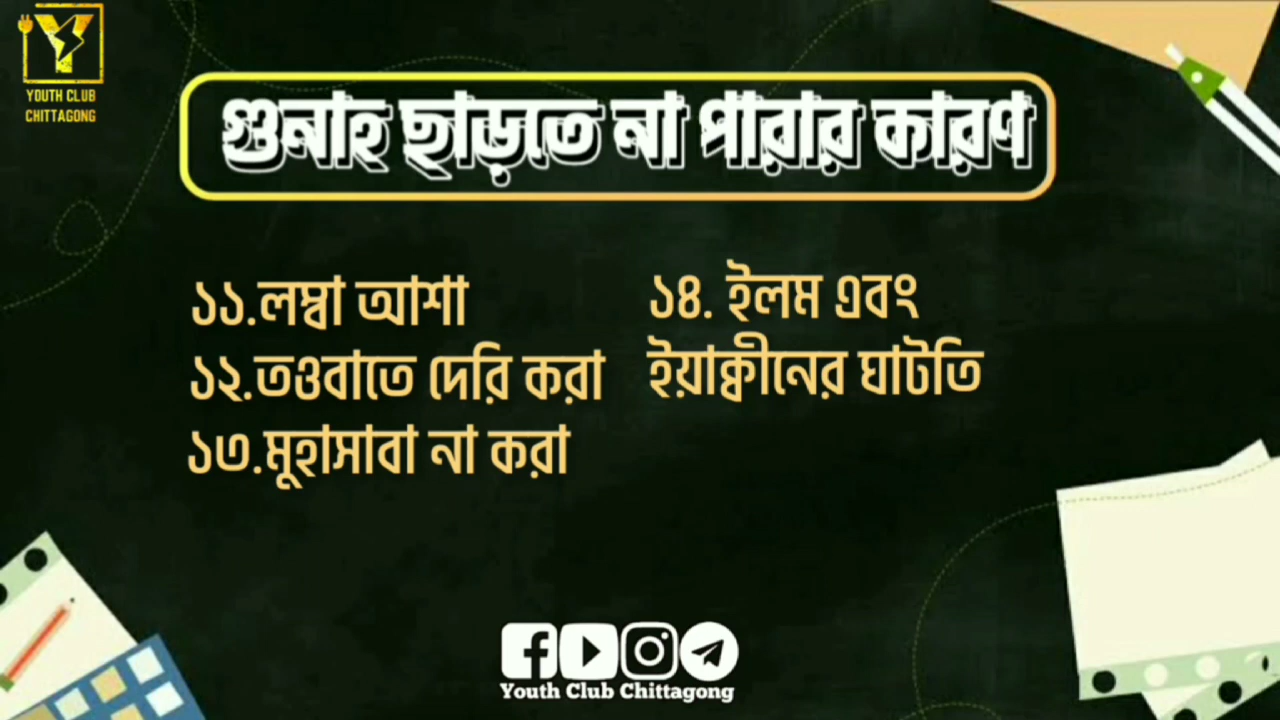 YOUTH CLUB
CHITTAGONG
গুনাহ ছাড়তে না পারার কারণ
১১.লম্বা আশা
১২.তওবাতে দেরি করা
১৩.মুহাসাবা না করা
১৪. ইলম এবং
ইয়াক্বীনের ঘাটতি
Youth Club Chittagong